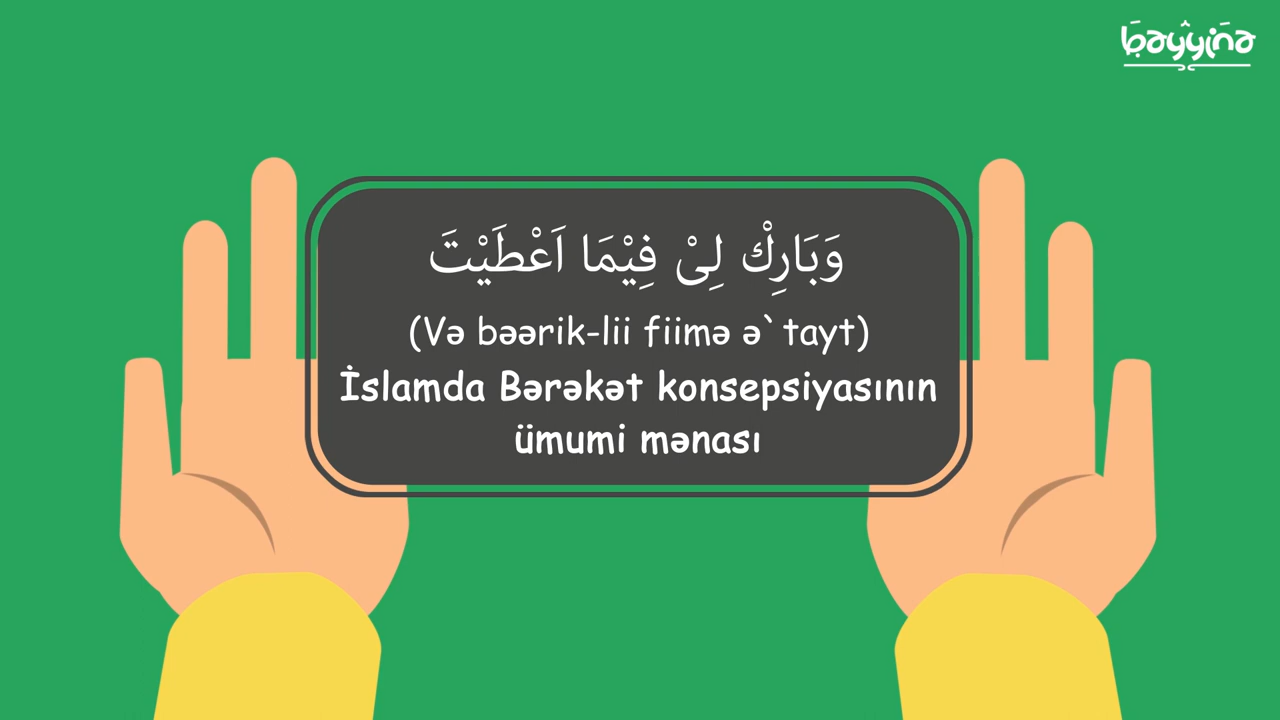 bəyyinə
وَبَارِكْ لِىْ فِيْمَا اَعْطَيْتَ
(Və bəərik-lii fiimə ə`tayt)
İslamda Bərəkət konsepsiyasının
ümumi mənası